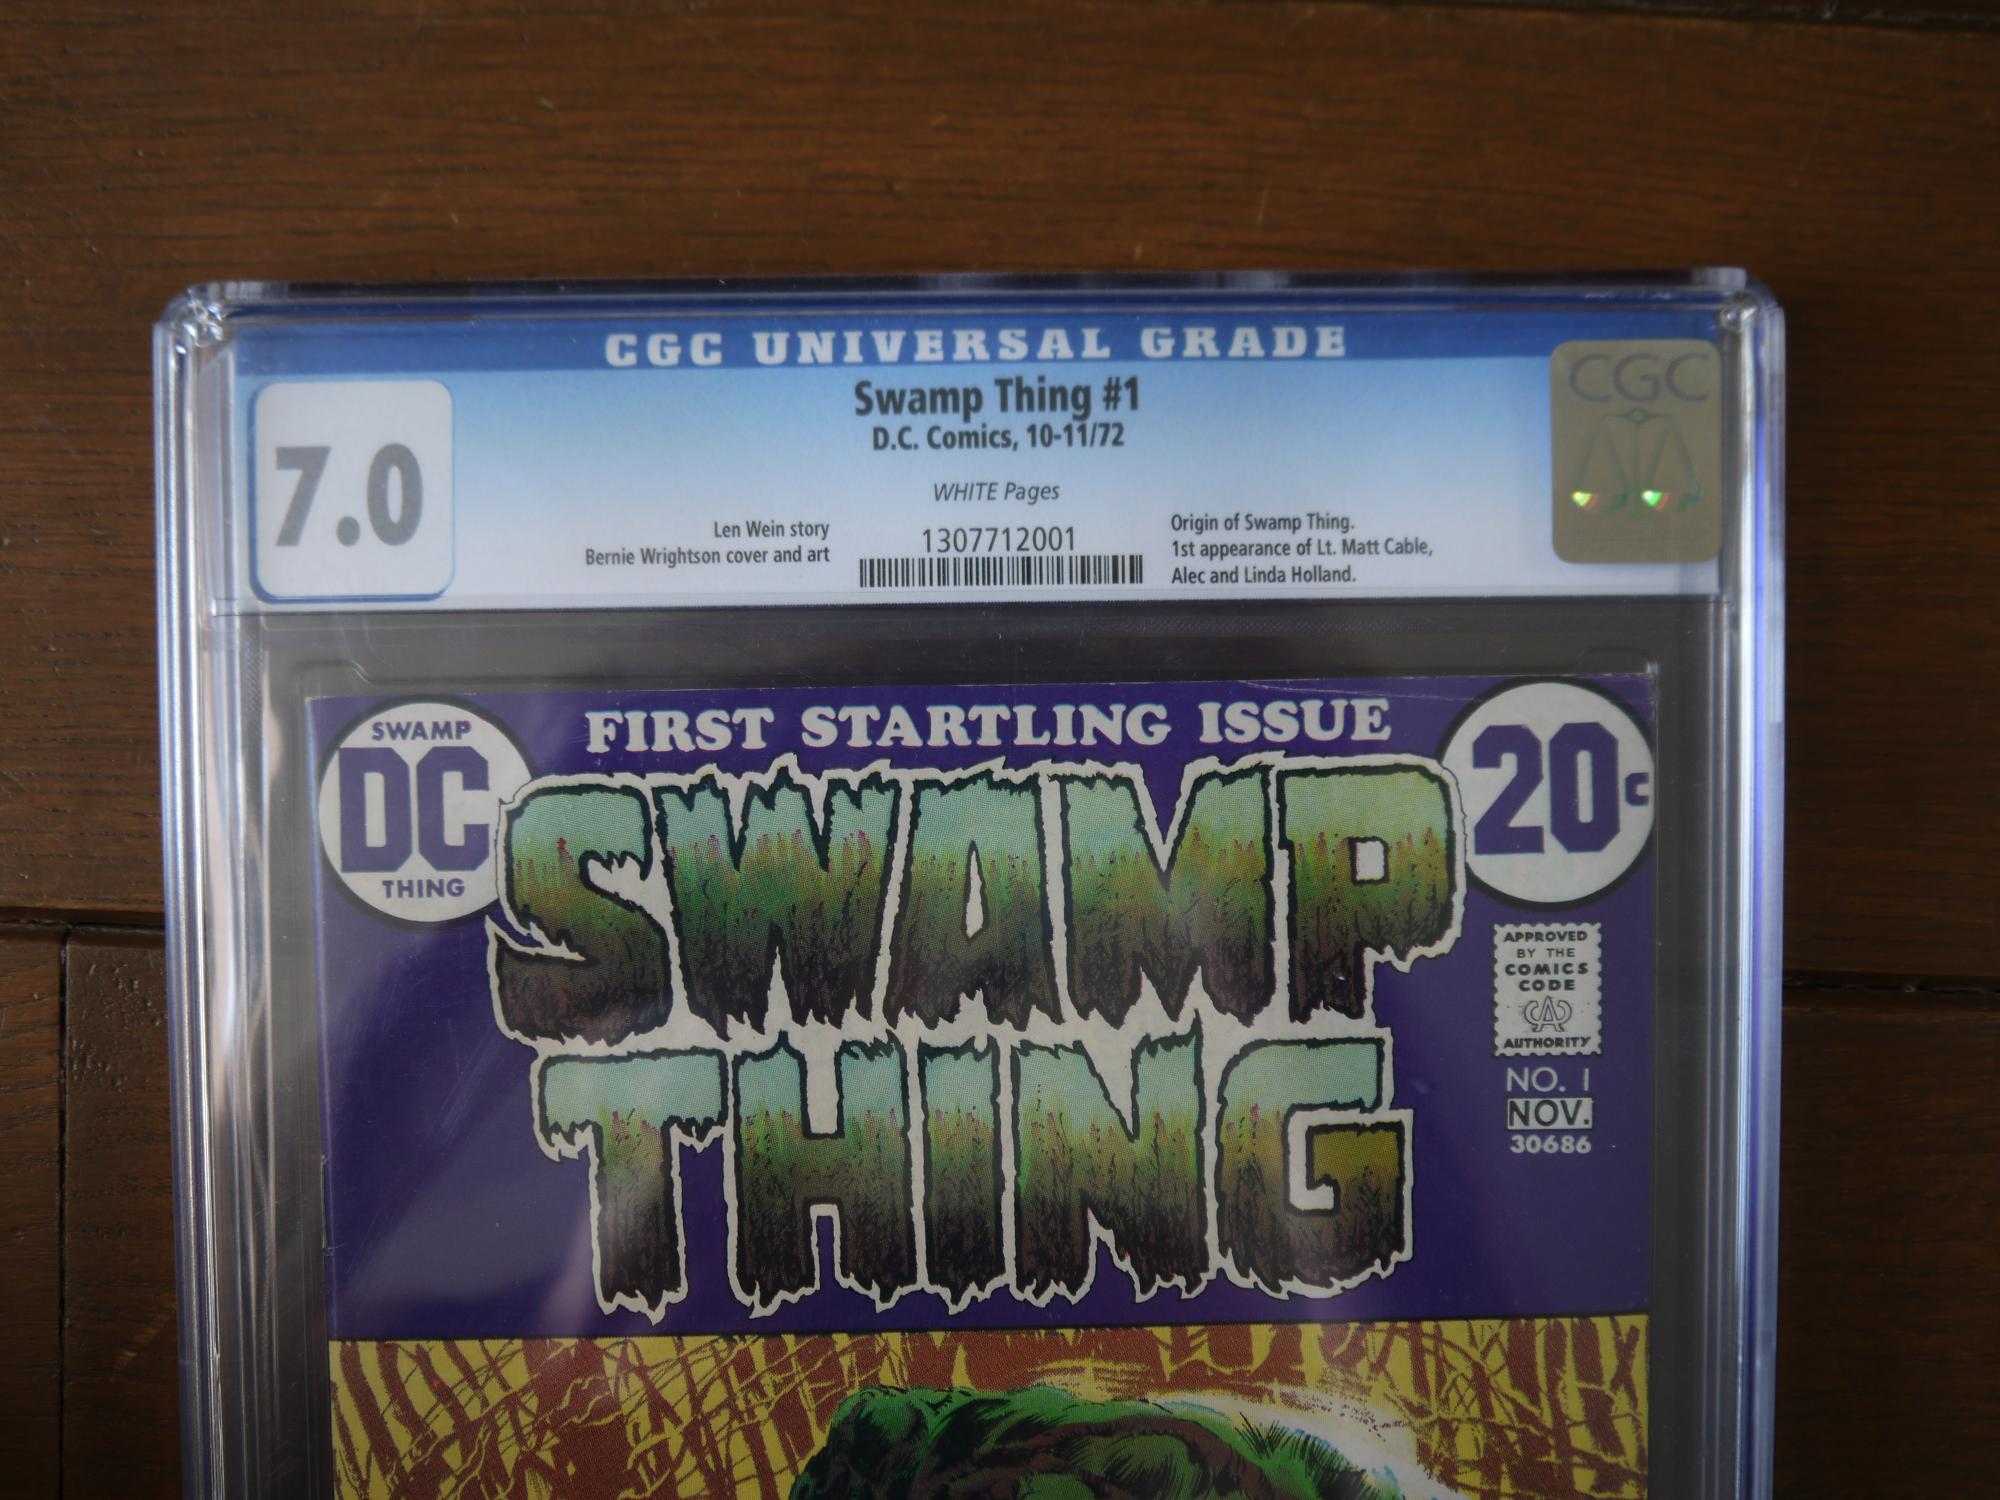 CGC UNIVERSAL GRADE
CGC
7.0
Swamp Thing #1
D.C. Comics, 10-11/72
WHITE Pages
Len Wein story
Bernie Wrightson cover and art
1307712001
Origin of Swamp Thing.
1st appearance of Lt. Matt Cable,
Alec and Linda Holland.
SWAMP
DC
THING
FIRST STARTLING ISSUE
20c
SWAMP
THING
APPROVED
BY THE
COMICS
CODE
CA
AUTHORITY
NO. 1
NOV.
30686